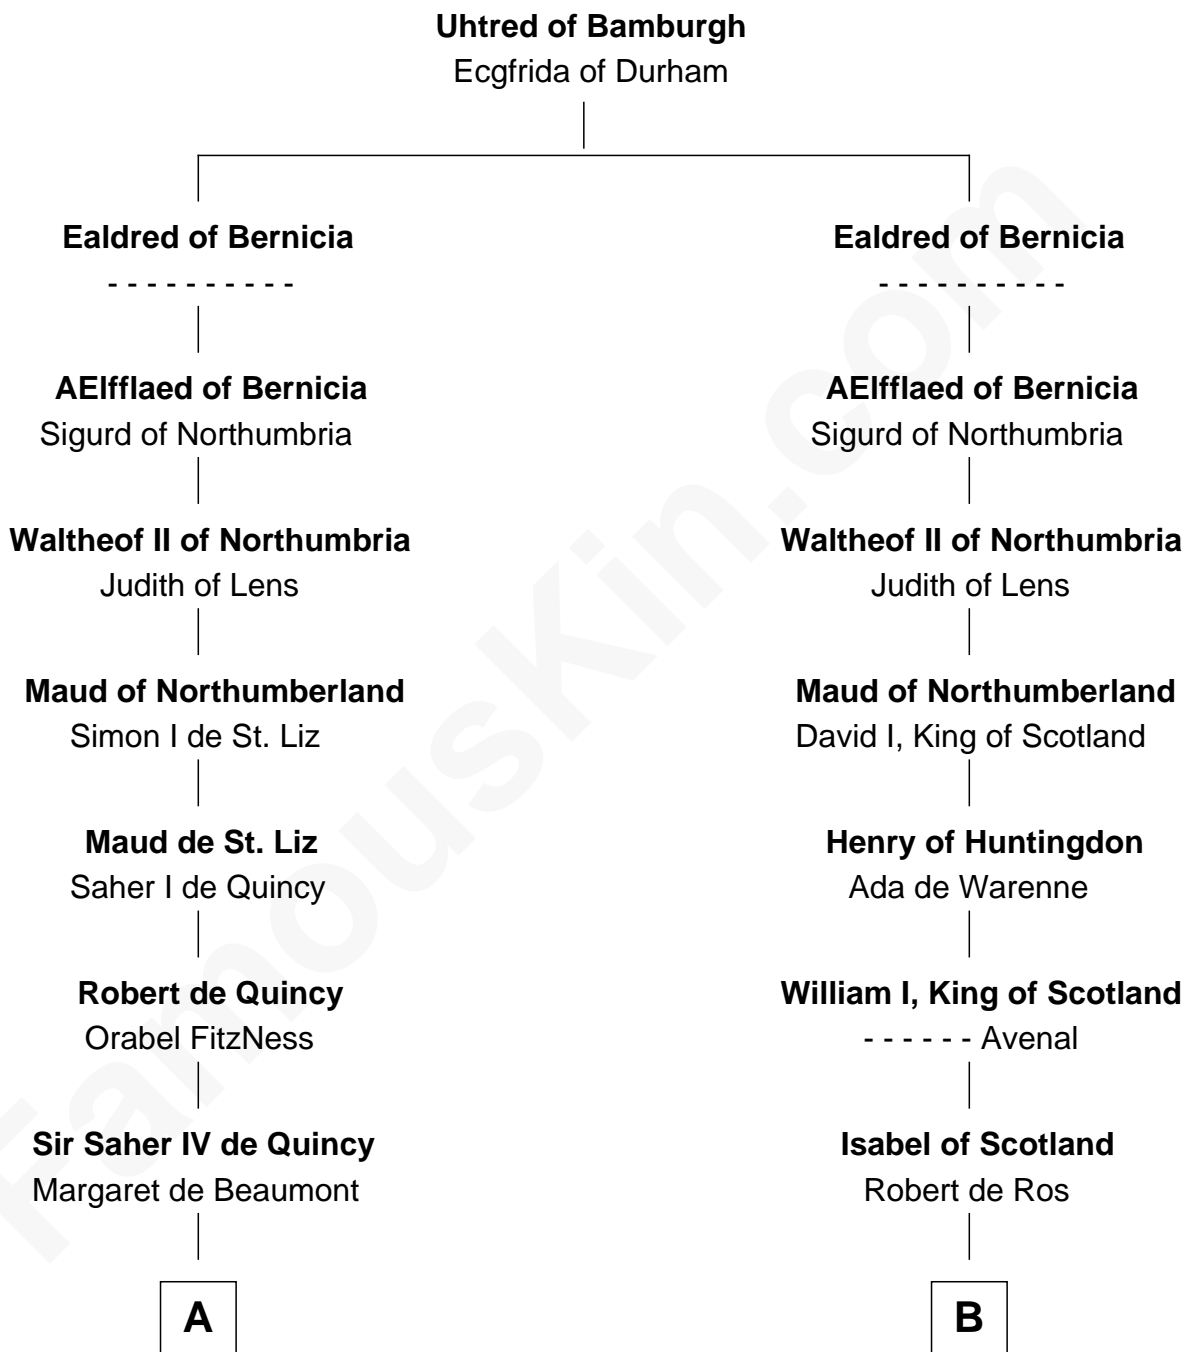 Uhtred of Bamburgh
Ecgfrida of Durham
Ealdred of Bernicia
- - - - - - - - - -
AElfflaed of Bernicia
Sigurd of Northumbria
Waltheof II of Northumbria
Judith of Lens
Maud of Northumberland
Simon I de St. Liz
Maud de St. Liz
Saher I de Quincy
Robert de Quincy
Orabel FitzNess
Sir Saher IV de Quincy
Margaret de Beaumont
A
Ealdred of Bernicia
- - - - - - - - - -
AElfflaed of Bernicia
Sigurd of Northumbria
Waltheof II of Northumbria
Judith of Lens
Maud of Northumberland
David I, King of Scotland
Henry of Huntingdon
Ada de Warenne
William I, King of Scotland
- - - - - - Avenal
Isabel of Scotland
Robert de Ros
B
FamousKin.com